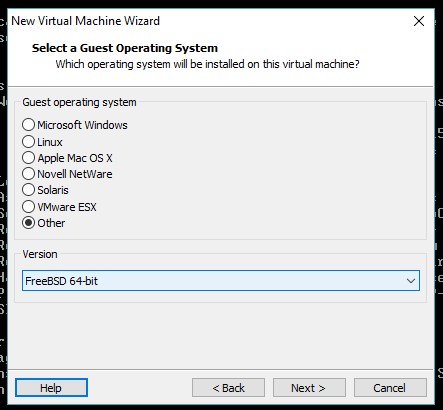 New Virtual Machine Wizard
Select a Guest Operating System
Which operating system will be installed on this virtual machine?
Guest operating system
Microsoft Windows
Linux
Apple Mac OS X
Novell NetWare
Solaris
VMware ESX
Other
Version
FreeBSD 64-bit
Help
< Back
Next >
Cancel